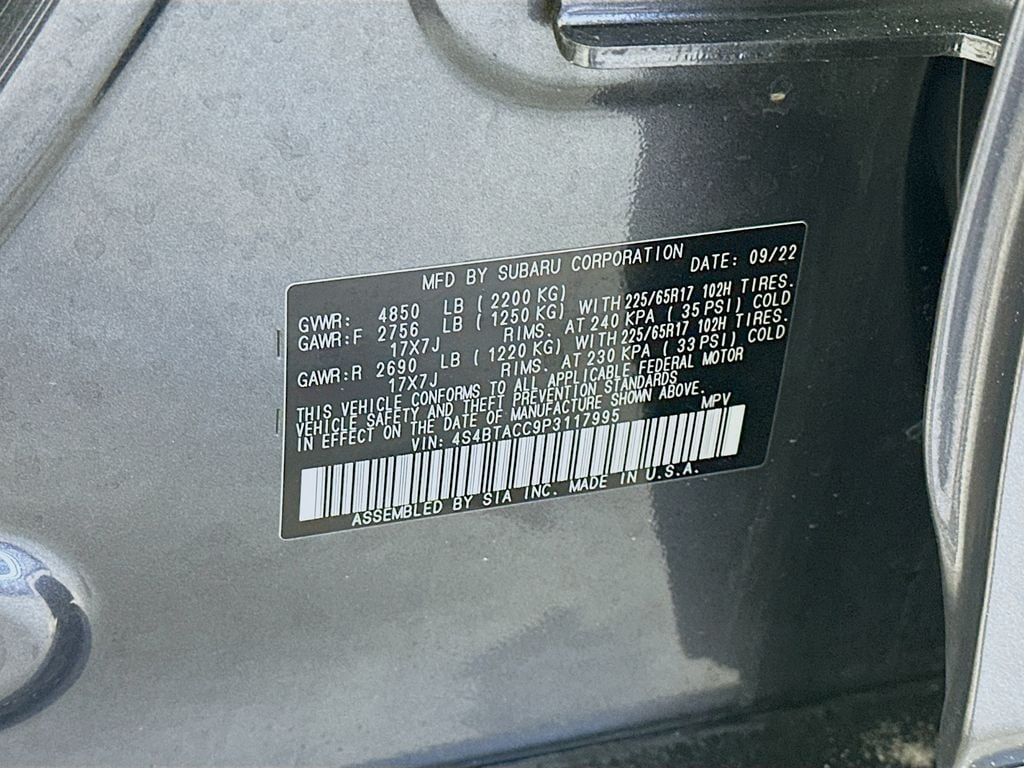 MFD BY SUBARU CORPORATION DATE: 09/22
GVWR: 4850 LB ( 2200 KG)
GAWR:F 2756 LB ( 1250 KG) WITH 225/65R17 102H TIRES.
17X7J RIMS. AT 240 KPA ( 35 PSI) COLD
GAWR:R 2690 LB ( 1220 KG) WITH 225/65R17 102H TIRES.
17X7J RIMS. AT 230 KPA ( 33 PSI) COLD
THIS VEHICLE CONFORMS TO ALL APPLICABLE FEDERAL MOTOR
VEHICLE SAFETY AND THEFT PREVENTION STANDARDS
IN EFFECT ON THE DATE OF MANUFACTURE SHOWN ABOVE.
VIN: 4S4BTACC9P3117995 MPV
ASSEMBLED BY SIA INC. MADE IN U.S.A.